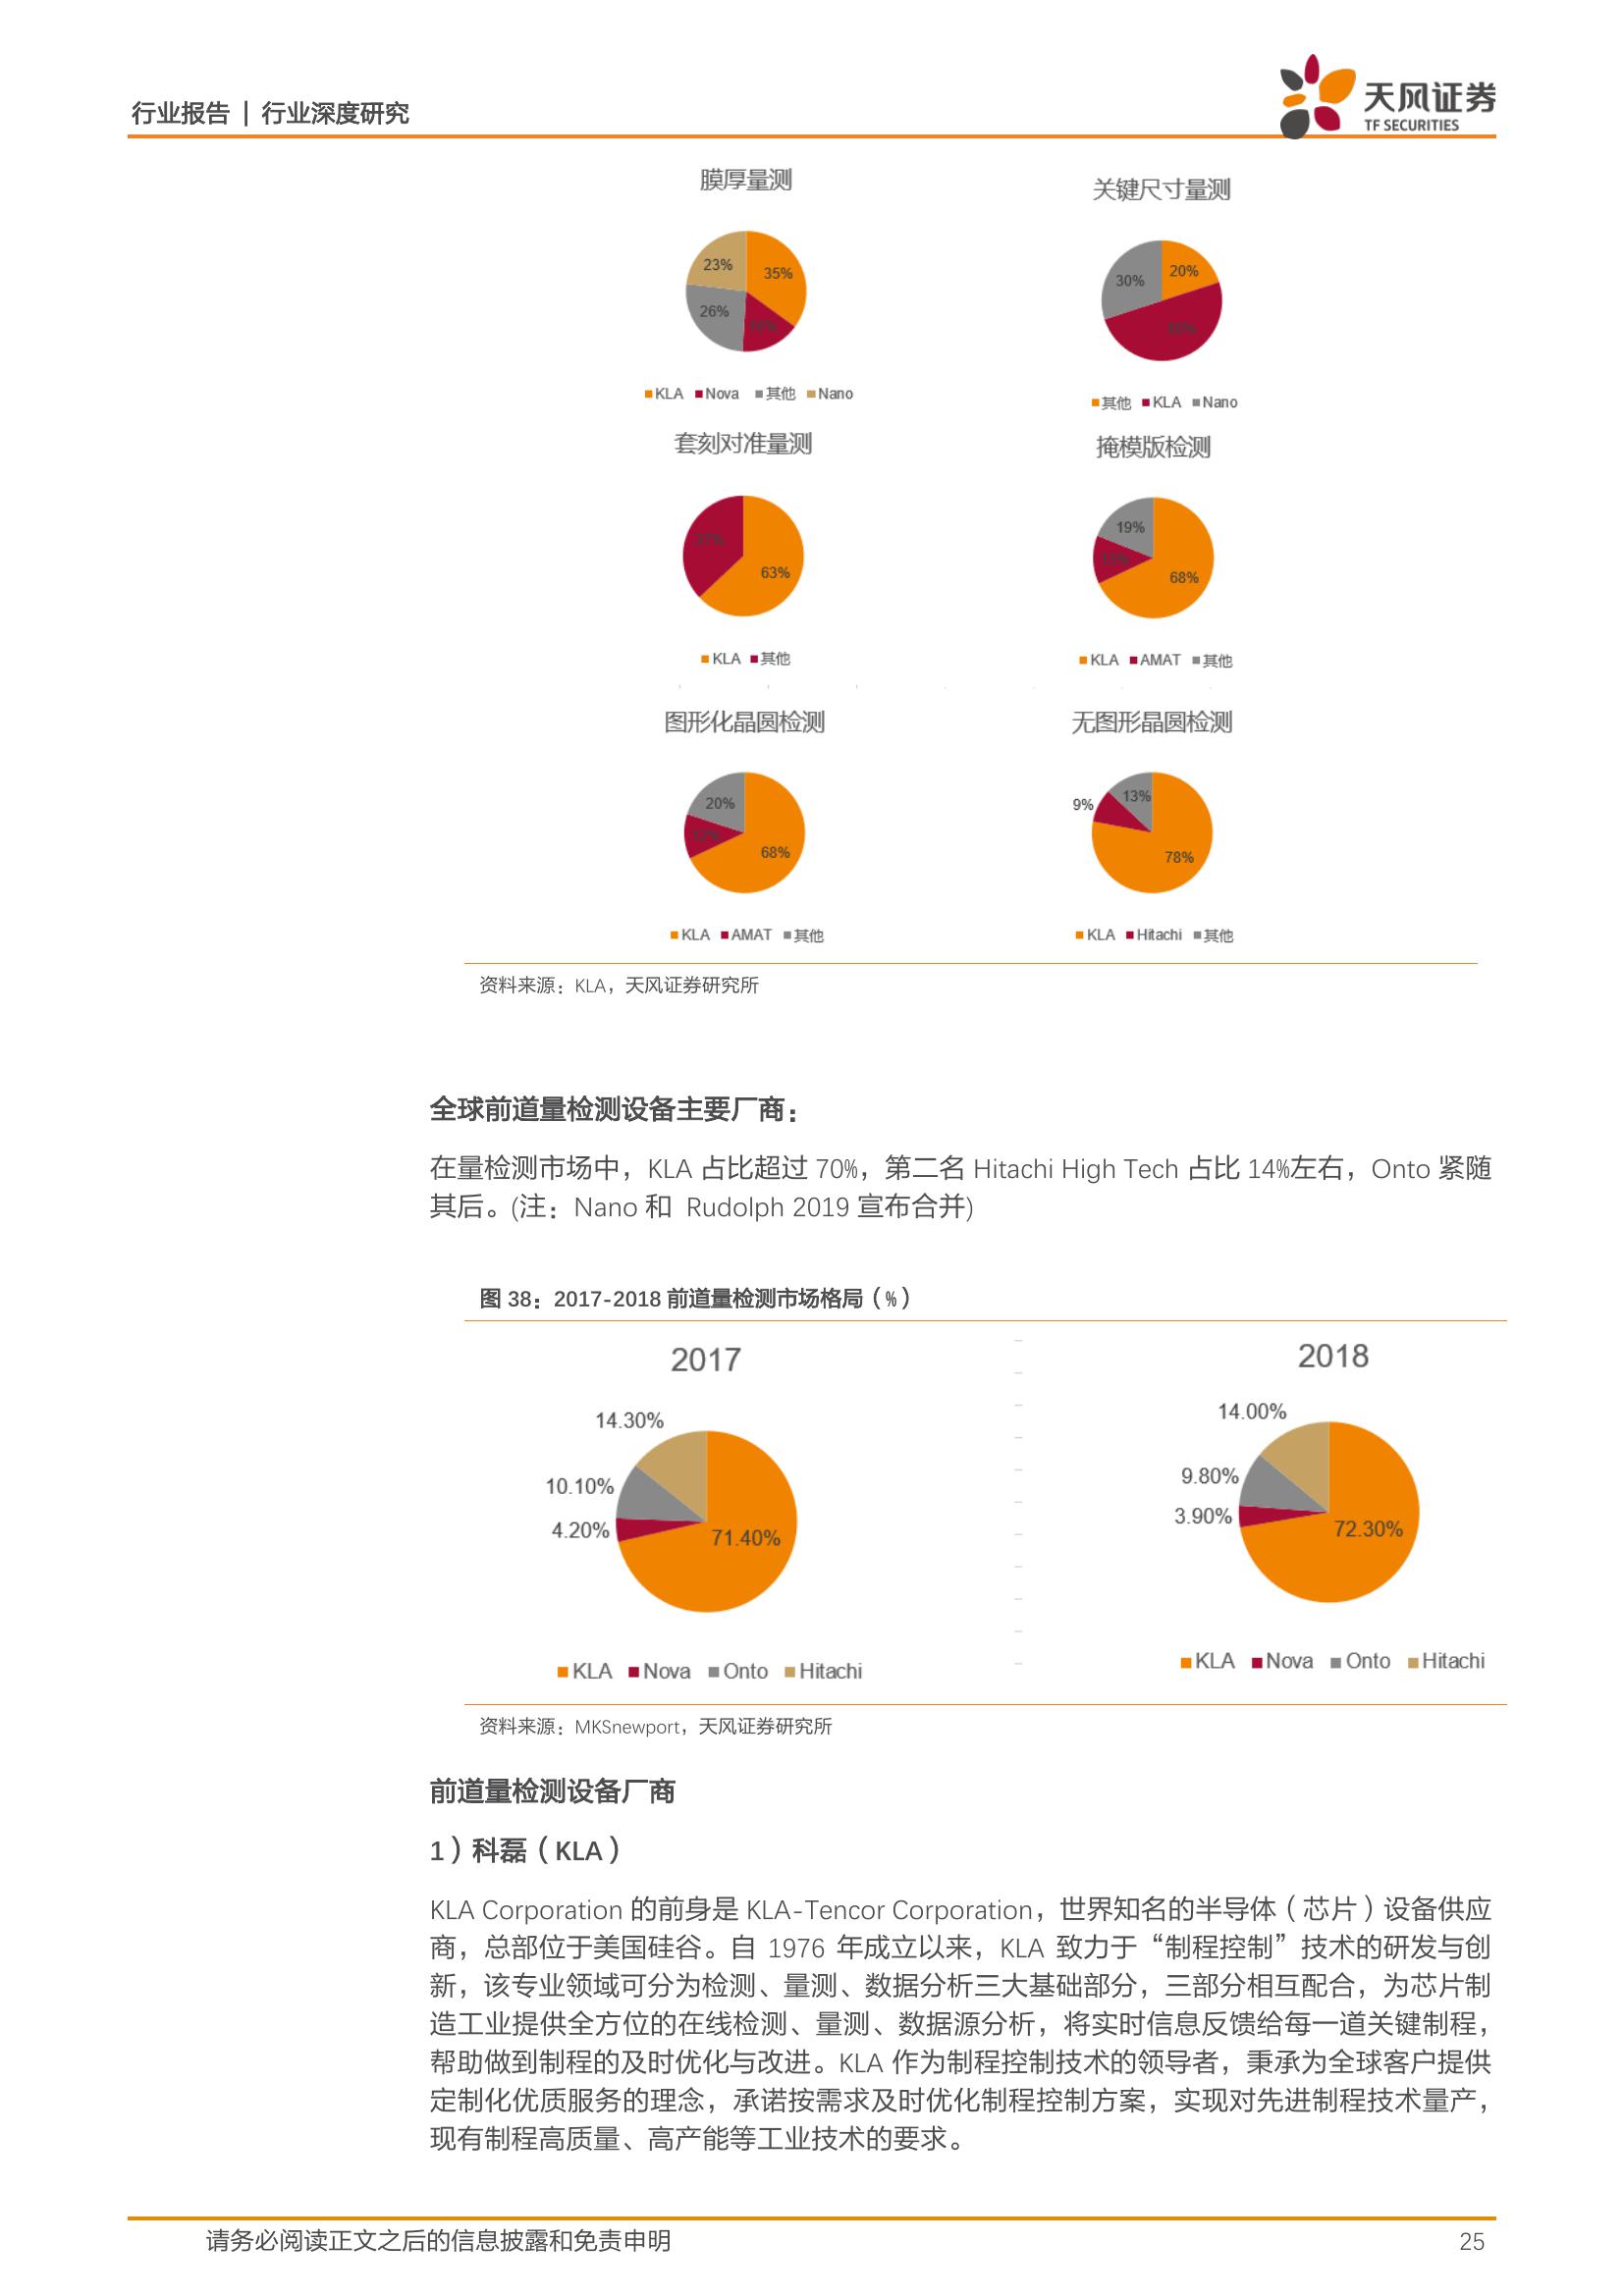 行业报告 | 行业深度研究
天风证券
TF SECURITIES
膜厚量测
23%
35%
26%
KLA Nova 其他 Nano
关键尺寸量测
30%
20%
50%
其他 KLA Nano
套刻对准量测
37%
63%
KLA 其他
掩模版检测
19%
13%
68%
KLA AMAT 其他
图形化晶圆检测
20%
12%
68%
KLA AMAT 其他
无图形晶圆检测
9%
13%
78%
KLA Hitachi 其他
资料来源：KLA，天风证券研究所
全球前道量检测设备主要厂商：
在量检测市场中，KLA 占比超过 70%，第二名 Hitachi High Tech 占比 14%左右，Onto 紧随
其后。(注：Nano 和 Rudolph 2019 宣布合并)
图 38：2017-2018 前道量检测市场格局（%）
2017
14.30%
10.10%
4.20%
71.40%
KLA Nova Onto Hitachi
2018
14.00%
9.80%
3.90%
72.30%
KLA Nova Onto Hitachi
资料来源：MKSnewport，天风证券研究所
前道量检测设备厂商
1）科磊（KLA）
KLA Corporation 的前身是 KLA-Tencor Corporation，世界知名的半导体（芯片）设备供应
商，总部位于美国硅谷。自 1976 年成立以来，KLA 致力于“制程控制”技术的研发与创
新，该专业领域可分为检测、量测、数据分析三大基础部分，三部分相互配合，为芯片制
造工业提供全方位的在线检测、量测、数据源分析，将实时信息反馈给每一道关键制程，
帮助做到制程的及时优化与改进。KLA 作为制程控制技术的领导者，秉承为全球客户提供
定制化优质服务的理念，承诺按需求及时优化制程控制方案，实现对先进制程技术量产，
现有制程高质量、高产能等工业技术的要求。
请务必阅读正文之后的信息披露和免责申明
25